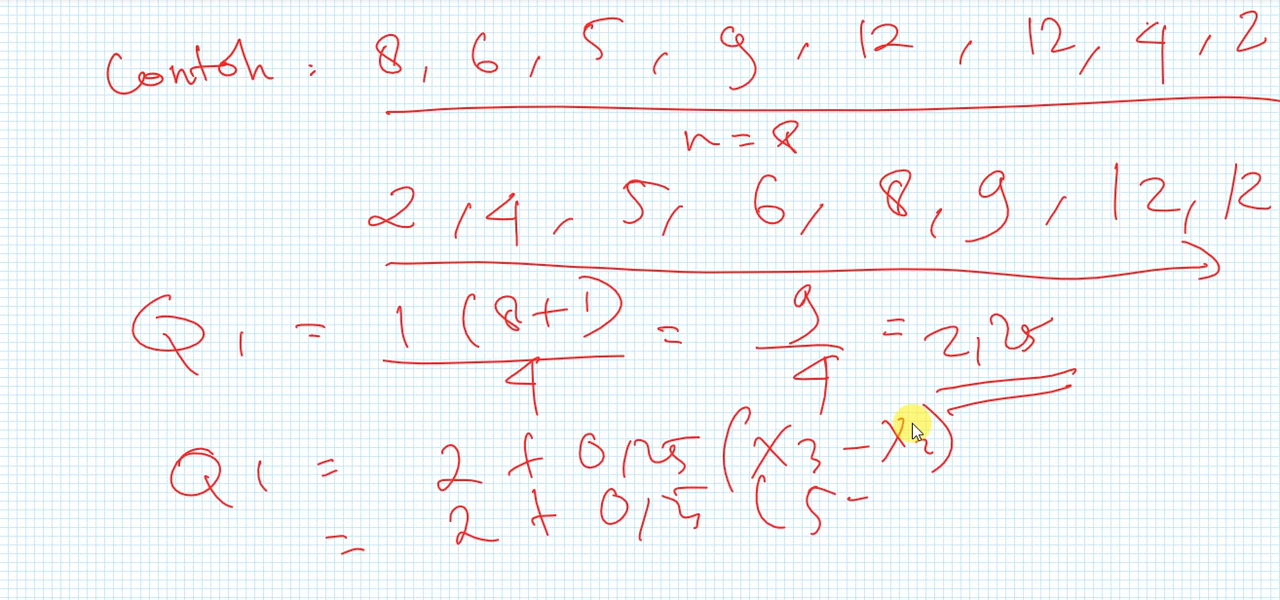 Contoh : 8, 6, 5, 9, 12, 12, 4, 2
n = 8
2, 4, 5, 6, 8, 9, 12, 12
Q1 = 1 (8+1) / 4 = 9 / 4 = 2,25
Q1 = 2 + 0,25 (X3 - X2)
= 2 + 0,25 ( 5 -